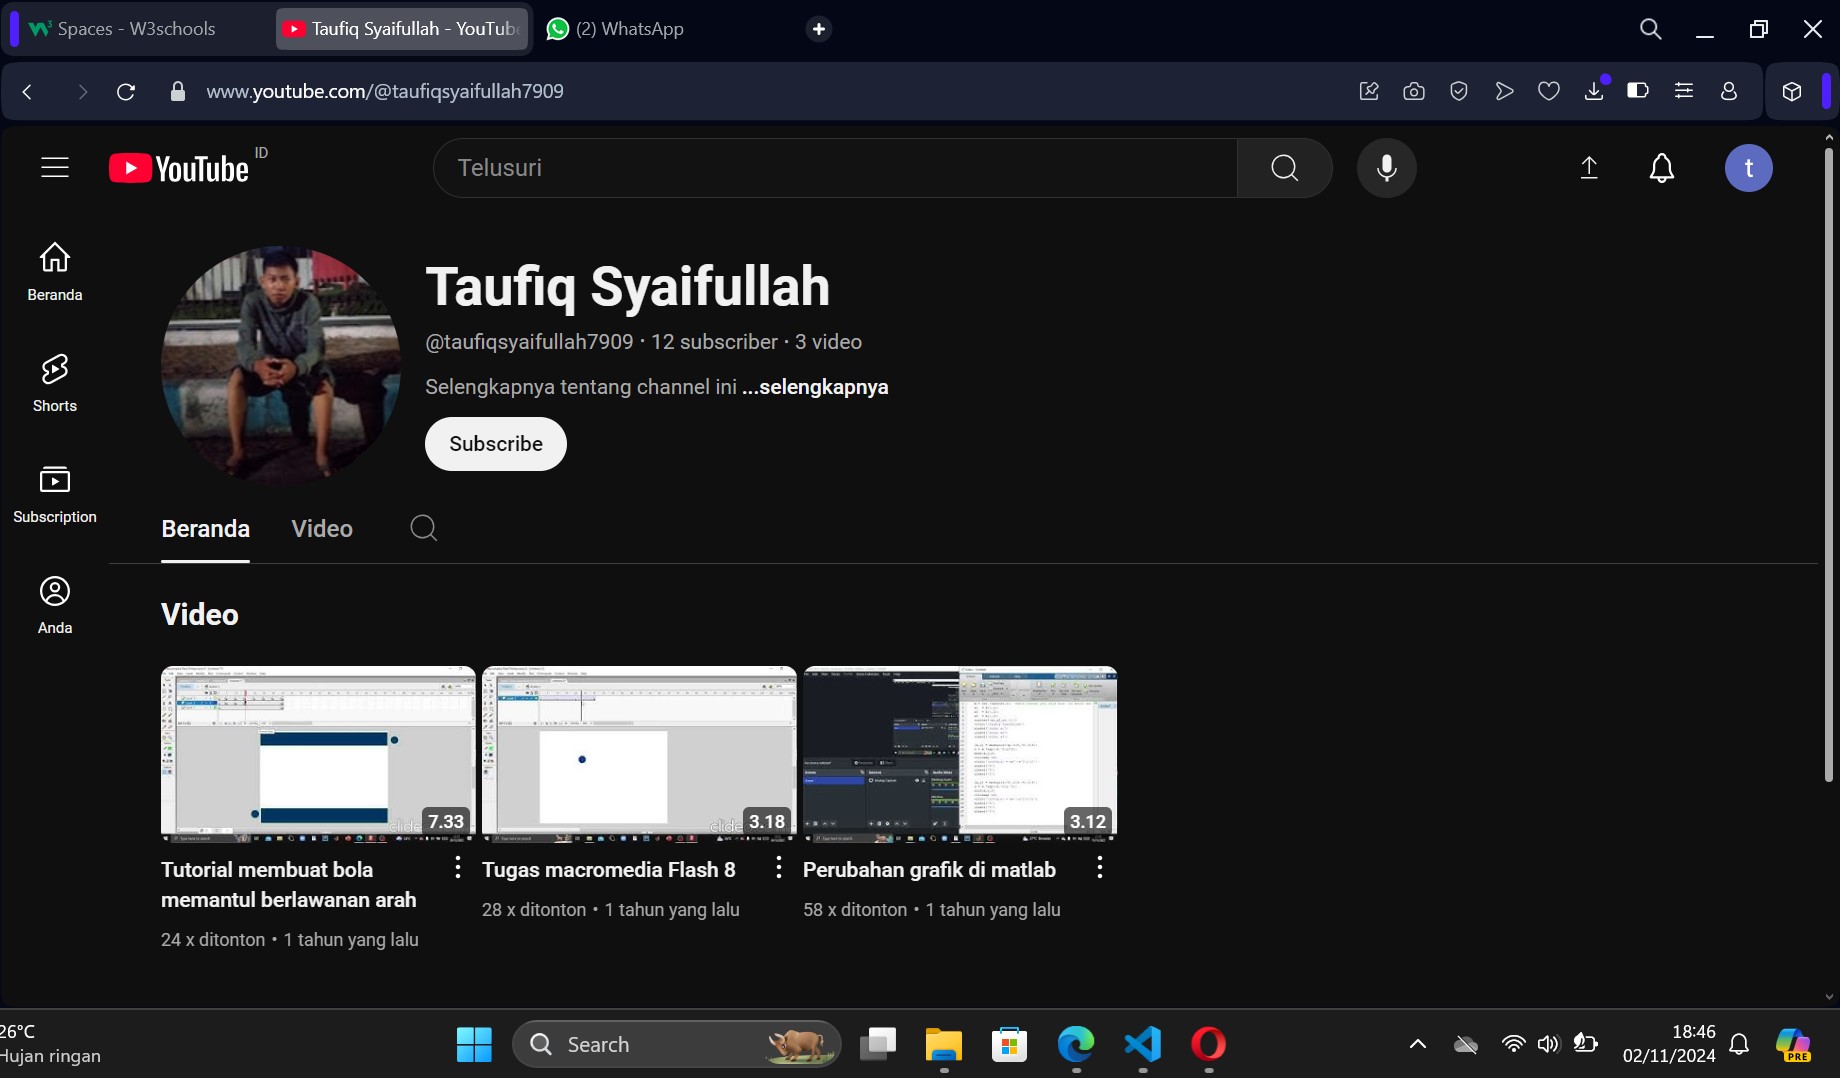 Spaces - W3schools
Taufiq Syaifullah - YouTube
(2) WhatsApp
www.youtube.com/@taufiqsyaifullah7909
YouTube ID
Telusuri
t
Beranda
Shorts
Subscription
Anda
Taufiq Syaifullah
@taufiqsyaifullah7909 • 12 subscriber • 3 video
Selengkapnya tentang channel ini ...selengkapnya
Subscribe
Beranda
Video
Video
7.33
3.18
3.12
Tutorial membuat bola
memantul berlawanan arah
24 x ditonton • 1 tahun yang lalu
Tugas macromedia Flash 8
28 x ditonton • 1 tahun yang lalu
Perubahan grafik di matlab
58 x ditonton • 1 tahun yang lalu
26°C
Hujan ringan
Search
18:46
02/11/2024
PRE